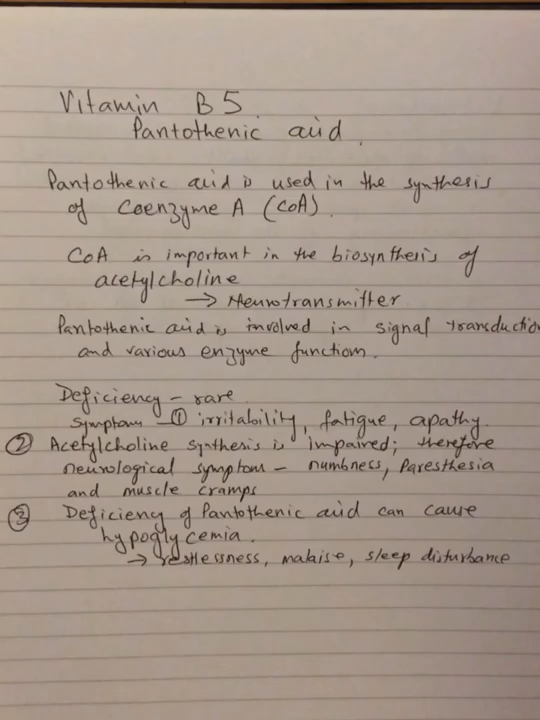 Vitamin B5
Pantothenic acid.
Pantothenic acid is used in the synthesis
of Coenzyme A (CoA).
CoA is important in the biosynthesis of
acetylcholine
→ Neurotransmitter
Pantothenic acid is involved in signal transductio
and various enzyme function.
Deficiency - rare
Symptom - ① irritability, fatigue, apathy.
② Acetylcholine synthesis is impaired; therefore
neurological symptom - numbness, Paresthesia
and muscle cramps
③ Deficiency of Pantothenic acid can cause
hypoglycemia.
→ restlessness, malaise, sleep disturbance